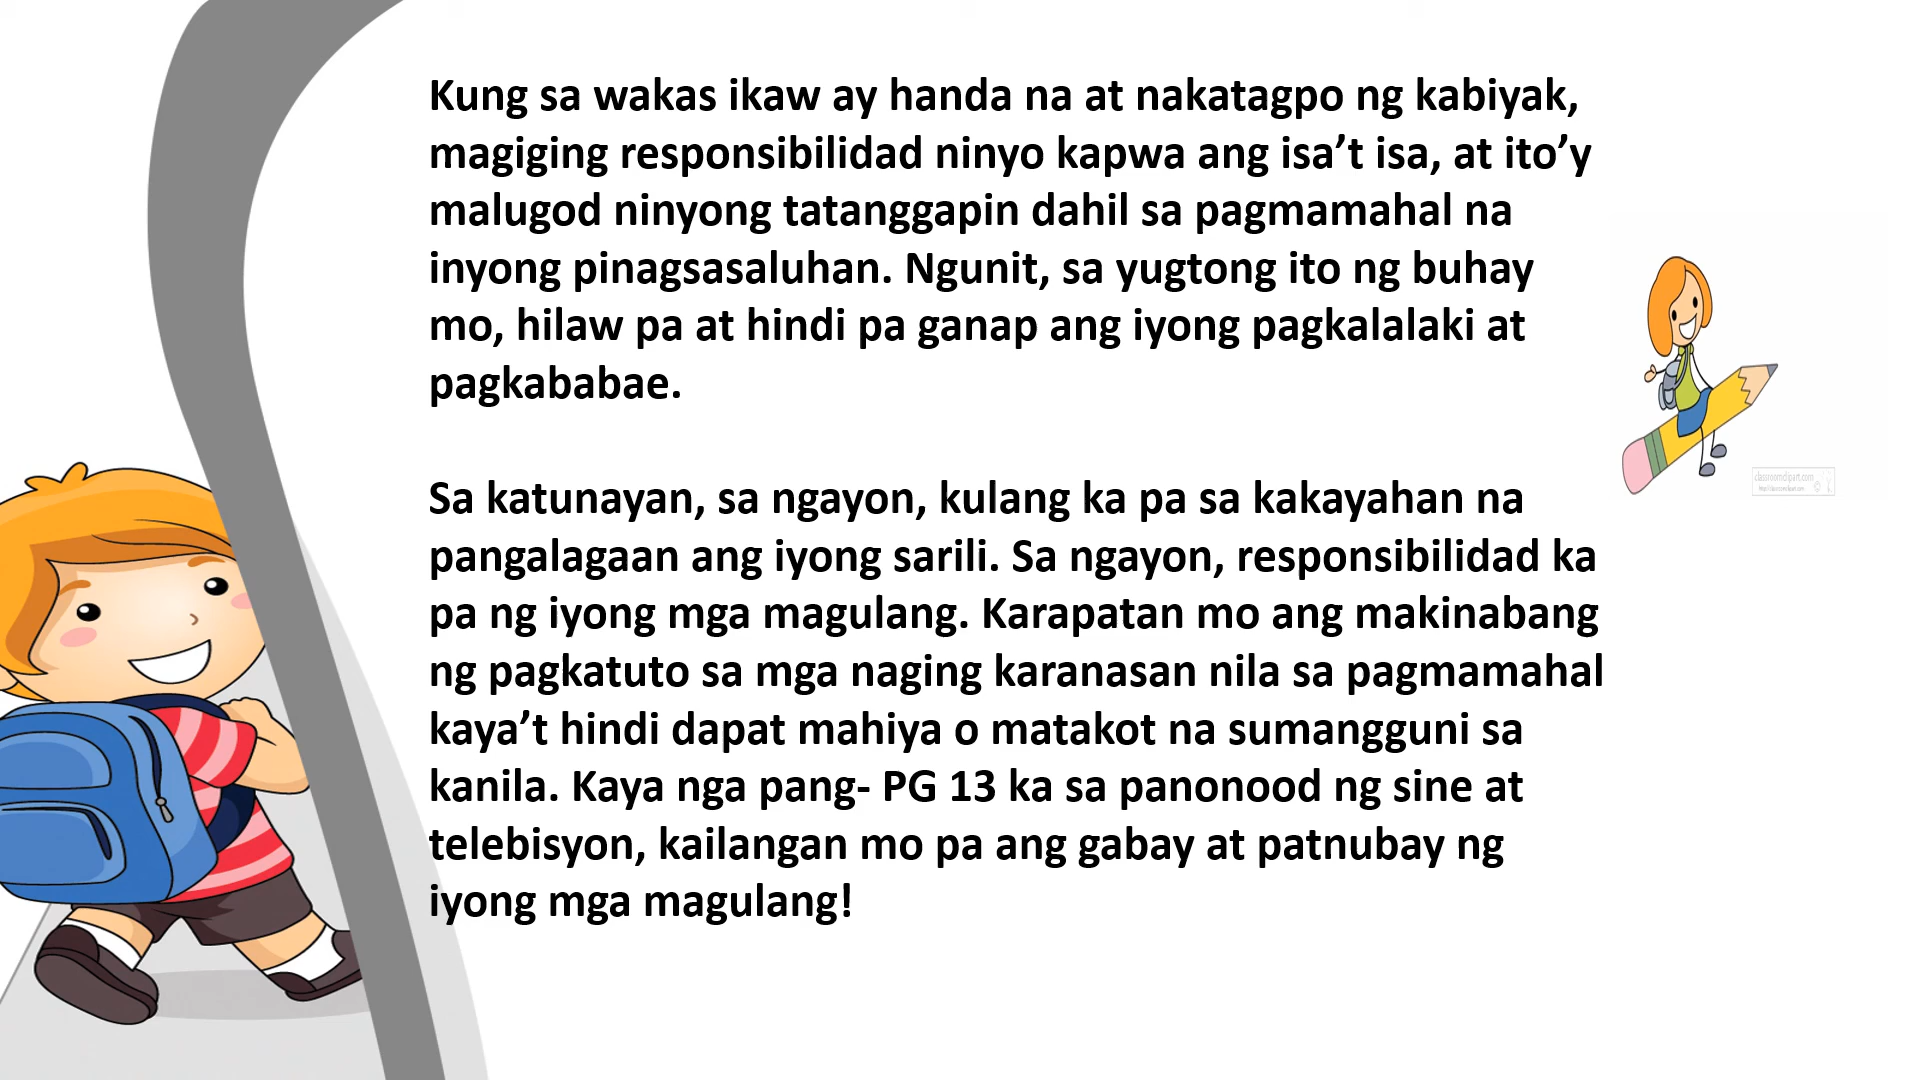 Kung sa wakas ikaw ay handa na at nakatagpo ng kabiyak,
magiging responsibilidad ninyo kapwa ang isa’t isa, at ito’y
malugod ninyong tatanggapin dahil sa pagmamahal na
inyong pinagsasaluhan. Ngunit, sa yugtong ito ng buhay
mo, hilaw pa at hindi pa ganap ang iyong pagkalalaki at
pagkababae.
Sa katunayan, sa ngayon, kulang ka pa sa kakayahan na
pangalagaan ang iyong sarili. Sa ngayon, responsibilidad ka
pa ng iyong mga magulang. Karapatan mo ang makinabang
ng pagkatuto sa mga naging karanasan nila sa pagmamahal
kaya’t hindi dapat mahiya o matakot na sumangguni sa
kanila. Kaya nga pang- PG 13 ka sa panonood ng sine at
telebisyon, kailangan mo pa ang gabay at patnubay ng
iyong mga magulang!
classroomclipart.com